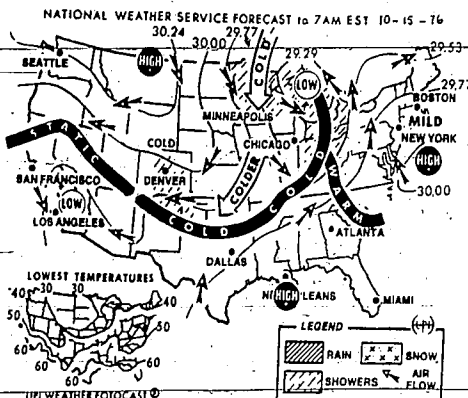 NATIONAL WEATHER SERVICE FORECAST to 7AM EST 10-15-76
30.24
30.00
29.77
29.29
29.53
29.77
SEATTLE
HIGH
COLD
LOW
BOSTON
MILD
NEW YORK
HIGH
30.00
MINNEAPOLIS
CHICAGO
STATIC
COLD
DENVER
COLDER
COLD
COLD
WARM
SAN FRANCISCO
LOW
LOS ANGELES
ATLANTA
DALLAS
HIGH
MIAMI
LOWEST TEMPERATURES
30
30
40
40
50
50
60
60
60
UPI WEATHER FOTOCAST
LEGEND
RAIN
SNOW
SHOWERS
AIR
FLOW